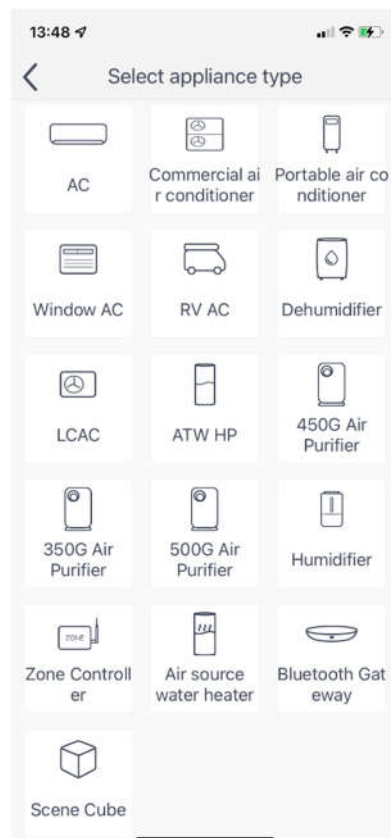 13:48
Select appliance type
AC
Commercial ai
r conditioner
Portable air co
nditioner
Window AC
RV AC
Dehumidifier
LCAC
ATW HP
450G Air
Purifier
350G Air
Purifier
500G Air
Purifier
Humidifier
ZONE
Zone Controll
er
Air source
water heater
Bluetooth Gat
eway
Scene Cube